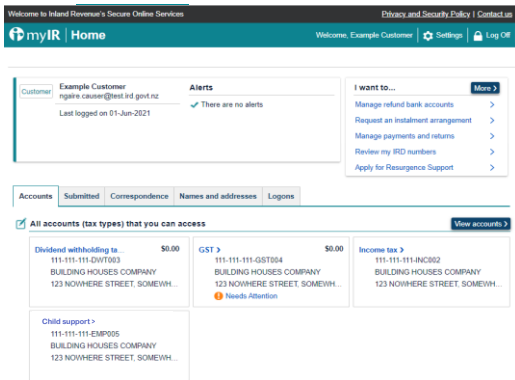 Welcome to Inland Revenue's Secure Online Services
Privacy and Security Policy | Contact us
myIR | Home
Welcome, Example Customer
Settings
Log Off
Customer
Example Customer
ngaire.causer@test.ird.govt.nz
Last logged on 01-Jun-2021
Alerts
There are no alerts
I want to...
More >
Manage refund bank accounts >
Request an instalment arrangement >
Manage payments and returns >
Review my IRD numbers >
Apply for Resurgence Support >
Accounts
Submitted
Correspondence
Names and addresses
Logons
All accounts (tax types) that you can access
View accounts >
Dividend withholding ta... $0.00
111-111-111-DWT003
BUILDING HOUSES COMPANY
123 NOWHERE STREET, SOMEWH...
GST > $0.00
111-111-111-GST004
BUILDING HOUSES COMPANY
123 NOWHERE STREET, SOMEWH...
Needs Attention
Income tax >
111-111-111-INC002
BUILDING HOUSES COMPANY
123 NOWHERE STREET, SOMEWH...
Child support >
111-111-111-EMP005
BUILDING HOUSES COMPANY
123 NOWHERE STREET, SOMEWH...